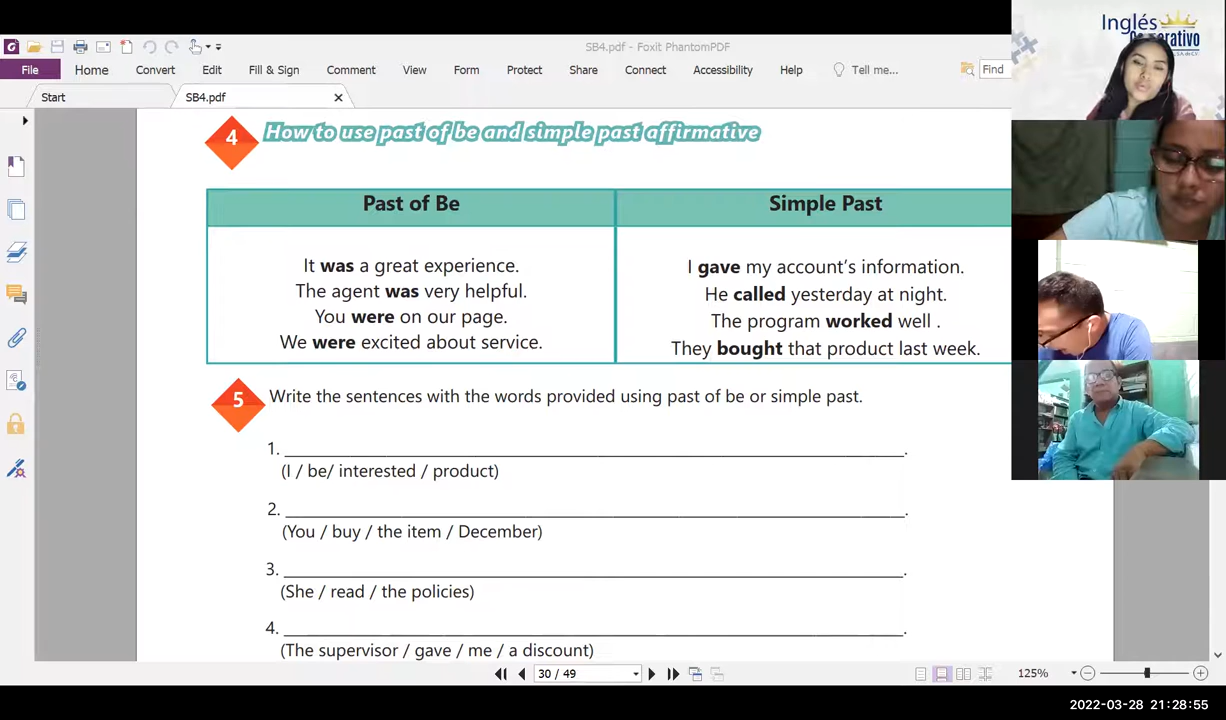 SB4.pdf - Foxit PhantomPDF
File Home Convert Edit Fill & Sign Comment View Form Protect Share Connect Accessibility Help Tell me... Find
Start SB4.pdf
4 How to use past of be and simple past affirmative
Past of Be Simple Past
It was a great experience.
The agent was very helpful.
You were on our page.
We were excited about service.
I gave my account's information.
He called yesterday at night.
The program worked well .
They bought that product last week.
5 Write the sentences with the words provided using past of be or simple past.
1. ______________________________.
(I / be/ interested / product)
2. ______________________________.
(You / buy / the item / December)
3. ______________________________.
(She / read / the policies)
4. ______________________________.
(The supervisor / gave / me / a discount)
30 / 49
125%
Inglés
S.A. de C.V.
2022-03-28 21:28:55